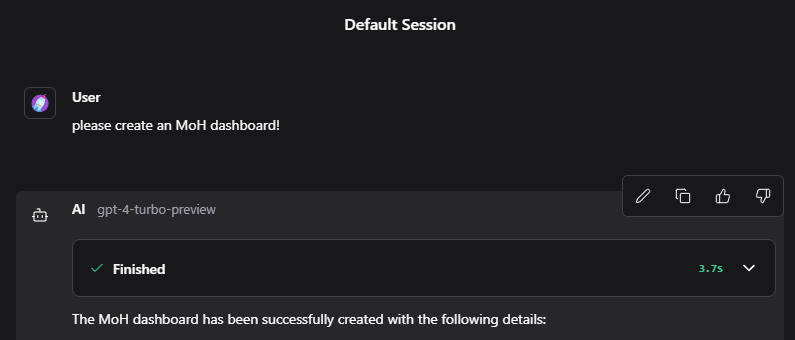 Default Session
User
please create an MoH dashboard!
AI gpt-4-turbo-preview
Finished 3.7s
The MoH dashboard has been successfully created with the following details: